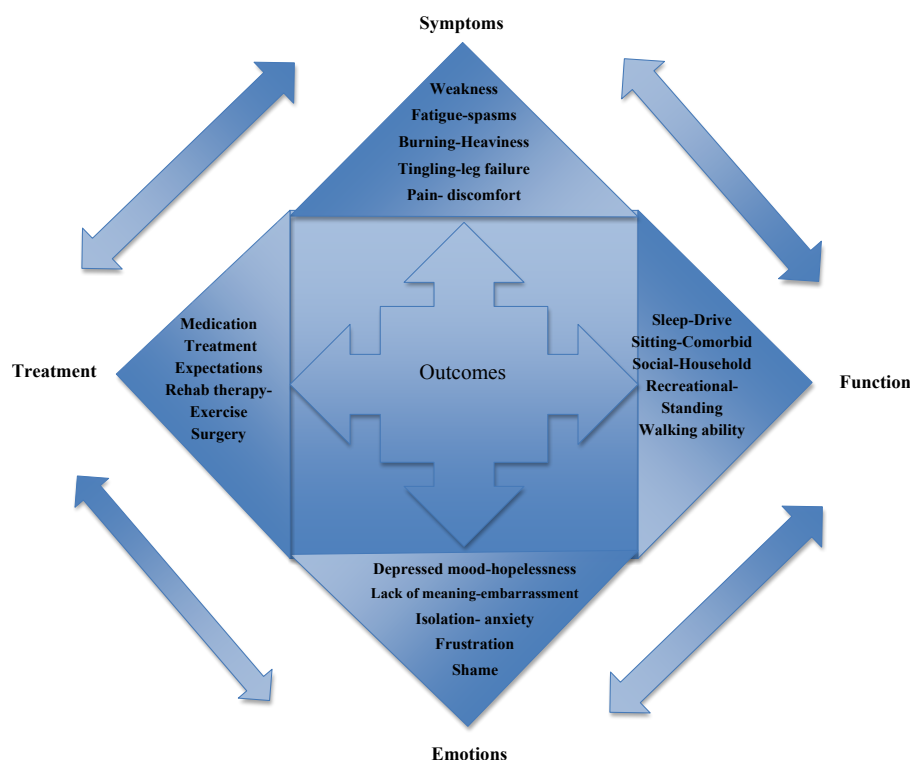 Symptoms
Weakness
Fatigue-spasms
Burning-Heaviness
Tingling-leg failure
Pain- discomfort
Treatment
Medication
Treatment
Expectations
Rehab therapy-
Exercise
Surgery
Outcomes
Sleep-Drive
Sitting-Comorbid
Social-Household
Recreational-
Standing
Walking ability
Function
Depressed mood-hopelessness
Lack of meaning-embarrassment
Isolation- anxiety
Frustration
Shame
Emotions